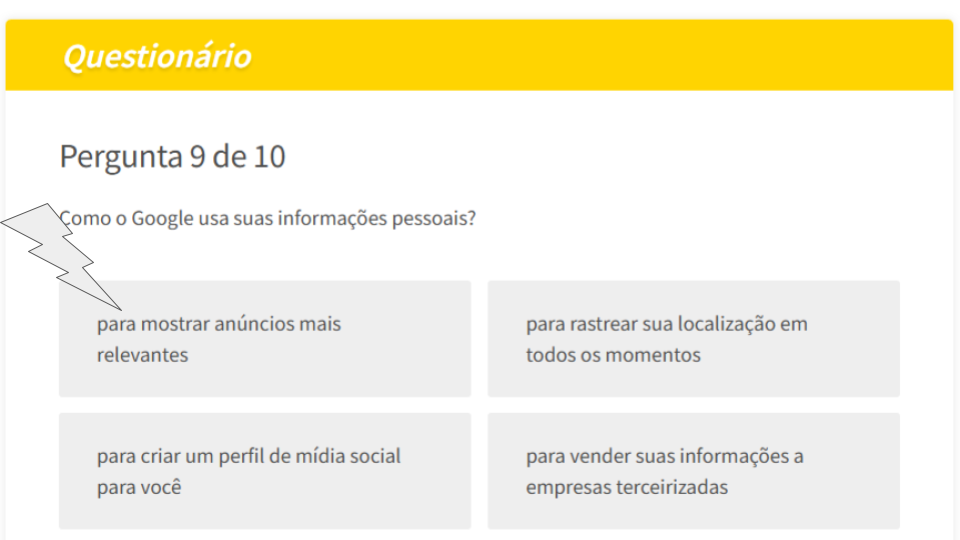 Questionário
Pergunta 9 de 10
Como o Google usa suas informações pessoais?
para mostrar anúncios mais
relevantes
para rastrear sua localização em
todos os momentos
para criar um perfil de mídia social
para você
para vender suas informações a
empresas terceirizadas